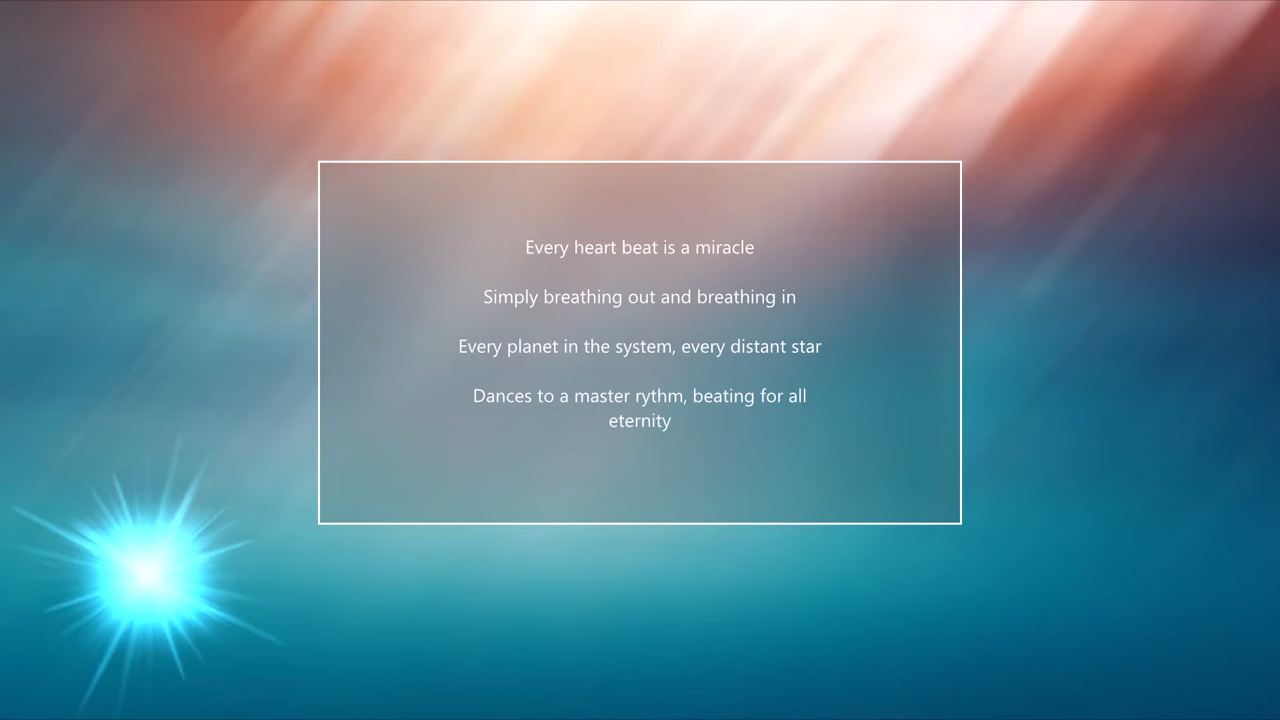 Every heart beat is a miracle
Simply breathing out and breathing in
Every planet in the system, every distant star
Dances to a master rythm, beating for all
eternity